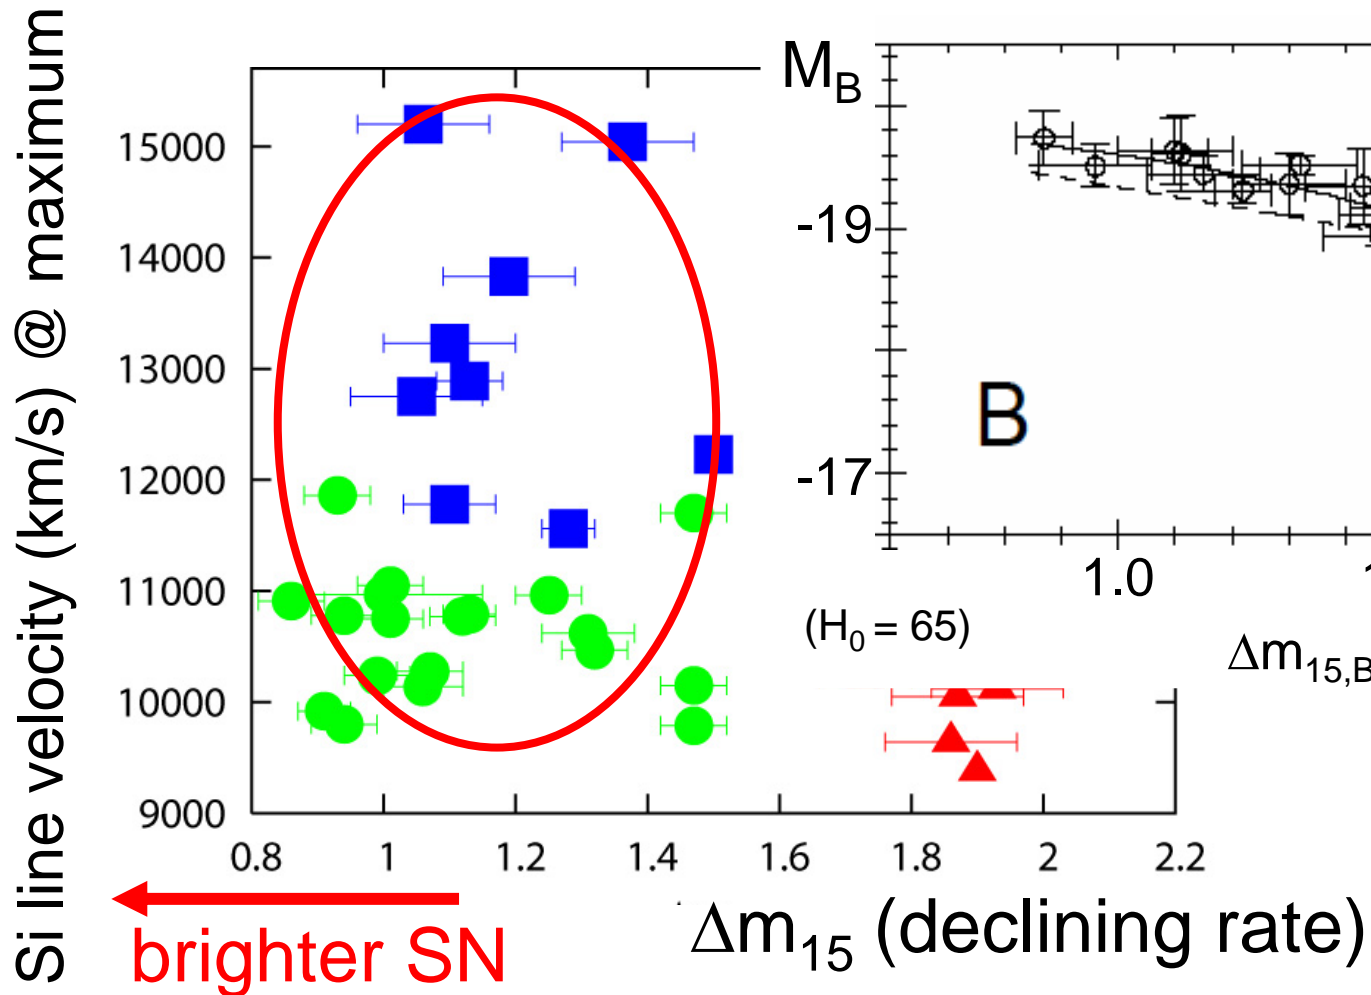 Si line velocity (km/s) @ maximum
15000
14000
13000
12000
11000
10000
9000
0.8 1 1.2 1.4 1.6 1.8 2 2.2
brighter SN
Δm15 (declining rate)
MB
-19
-17
B
1.0
(H0 = 65)
Δm15,B